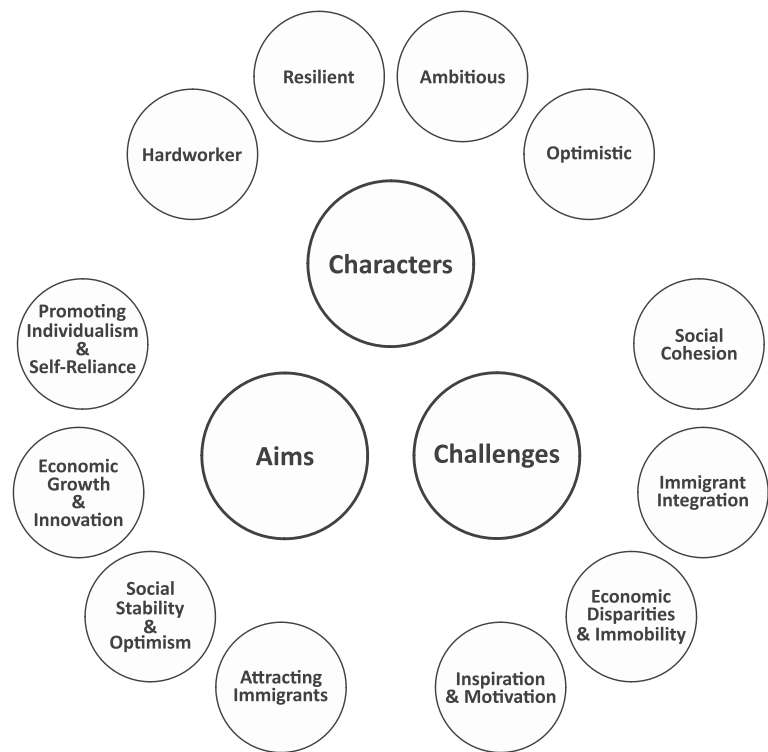 Resilient
Ambitious
Hardworker
Optimistic
Characters
Promoting
Individualism
&
Self-Reliance
Social
Cohesion
Aims
Challenges
Economic
Growth
&
Innovation
Immigrant
Integration
Social
Stability
&
Optimism
Economic
Disparities
& Immobility
Attracting
Immigrants
Inspiration
& Motivation